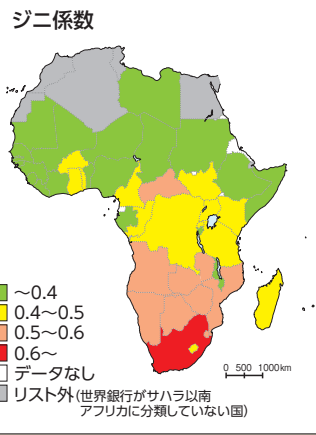 ジニ係数
〜0.4
0.4〜0.5
0.5〜0.6
0.6〜
データなし
リスト外(世界銀行がサハラ以南
アフリカに分類していない国)
0 500 1000km